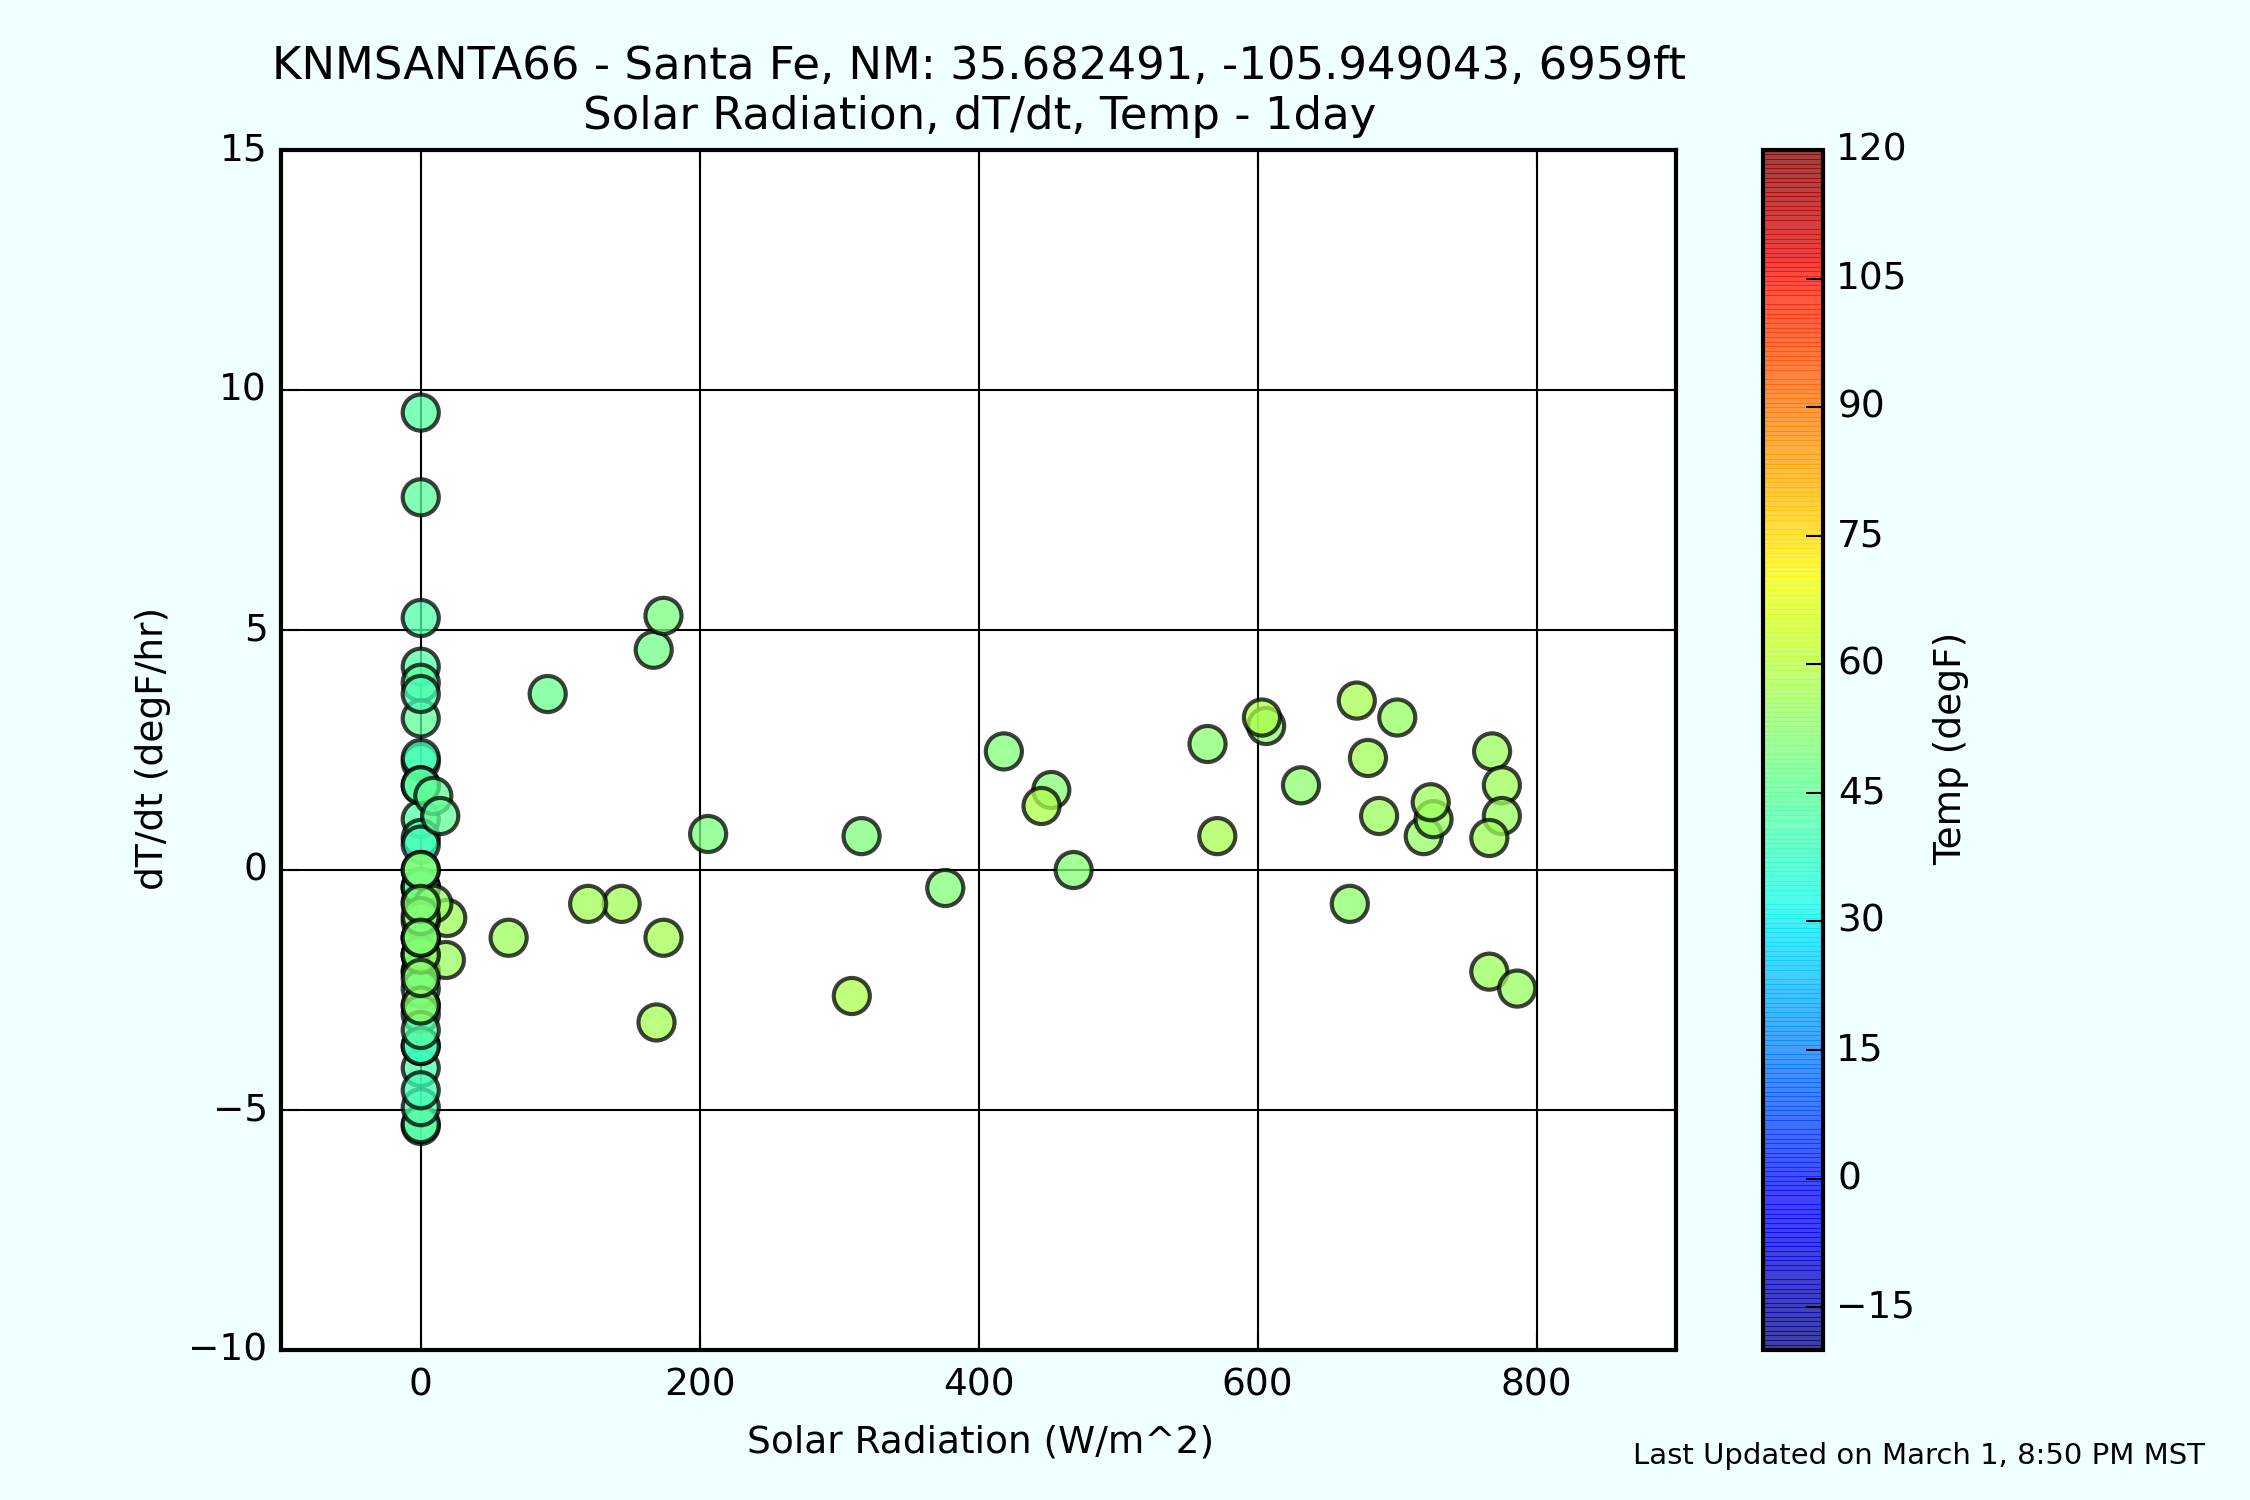 KNMSANTA66 - Santa Fe, NM: 35.682491, -105.949043, 6959ft
Solar Radiation, dT/dt, Temp - 1day
15
10
5
0
−5
−10
dT/dt (degF/hr)
0 200 400 600 800
Solar Radiation (W/m^2)
120
105
90
75
60
45
30
15
0
−15
Temp (degF)
Last Updated on March 1, 8:50 PM MST